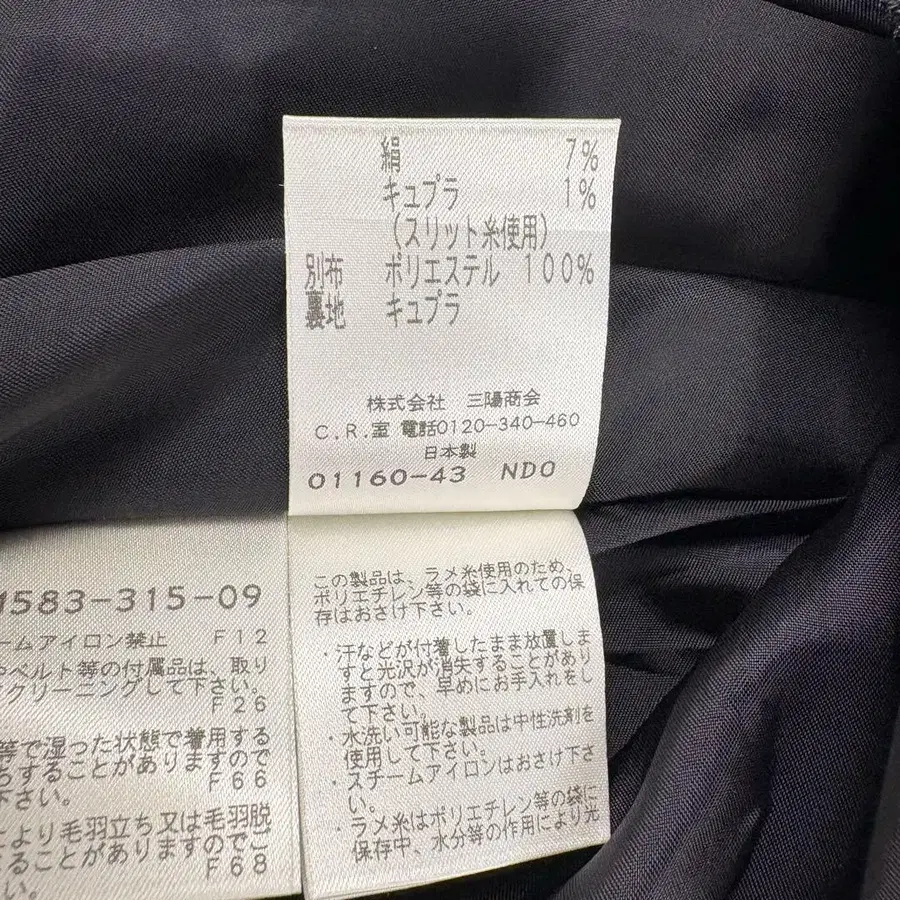 絹 7%
キュプラ 1%
(スリット糸使用)
別布 ポリエステル 100%
裏地 キュプラ
株式会社 三陽商会
C.R.室 電話0120-340-460
日本製
01160-43 NDO
583-315-09
ームアイロン禁止 F12
ベルト等の付属品は、取り
クリーニングして下さい。
F26
等で湿った状態で着用する
することがありますので
下さい。 F66
により毛羽立ち又は毛羽脱
ることがあります。
F68
この製品は、ラメ糸使用のため、
ポリエチレン等の袋に入れての保
存はおさけ下さい。
・汗などが付着したまま放置しま
すと光沢が消失することがあり
ますので、早めにお手入れをし
て下さい。
・水洗い可能な製品は中性洗剤を
使用して下さい。
・スチームアイロンはおさけ下さ
い。
・ラメ糸はポリエチレン等の袋に
保存中、水分等の作用により光